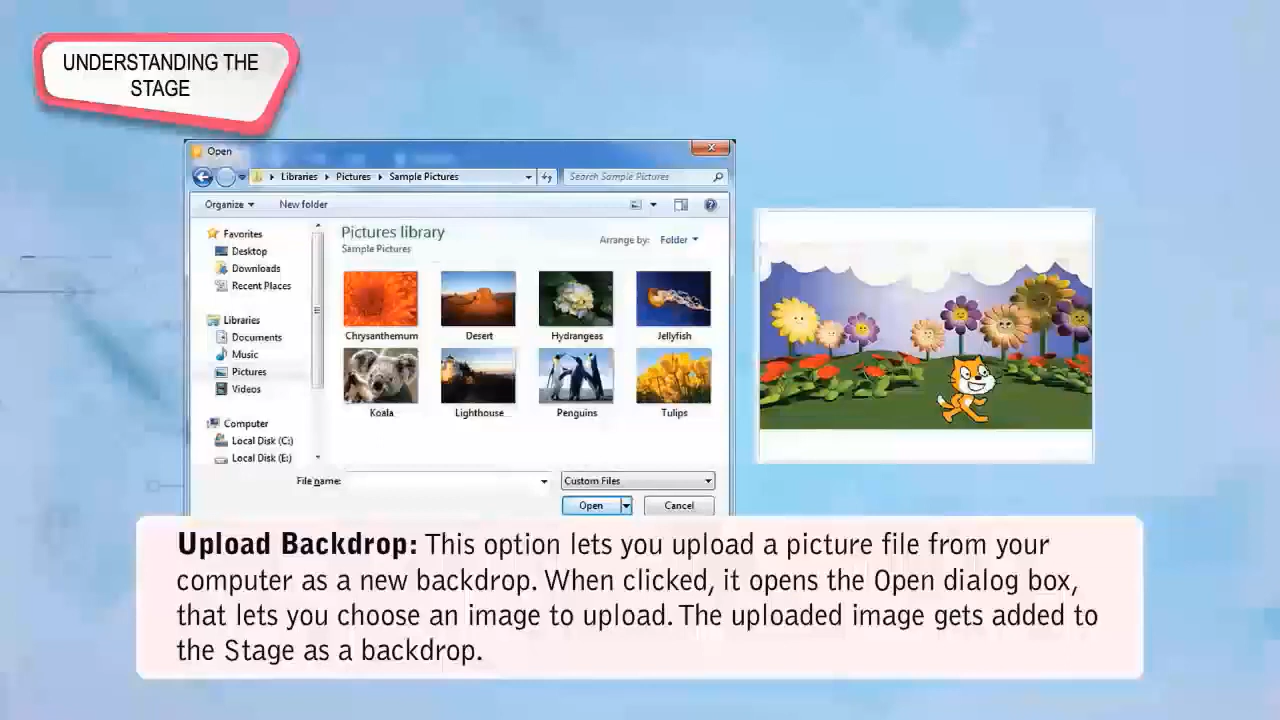 UNDERSTANDING THE
STAGE
Open
Libraries
Pictures
Sample Pictures
Search Sample Pictures
Organize
New folder
Favorites
Desktop
Downloads
Recent Places
Libraries
Documents
Music
Pictures
Videos
Computer
Local Disk (C:)
Local Disk (E:)
Pictures library
Sample Pictures
Arrange by: Folder
Chrysanthemum
Desert
Hydrangeas
Jellyfish
Koala
Lighthouse
Penguins
Tulips
File name:
Custom Files
Open
Cancel
Upload Backdrop: This option lets you upload a picture file from your
computer as a new backdrop. When clicked, it opens the Open dialog box,
that lets you choose an image to upload. The uploaded image gets added to
the Stage as a backdrop.